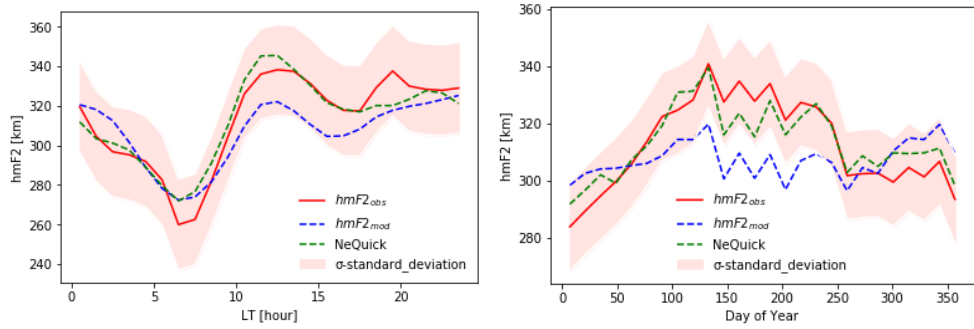 360
340
320
300
280
260
240
hmF2 [km]
0
5
10
15
20
LT [hour]
hmF2obs
hmF2mod
NeQuick
σ-standard_deviation
360
340
320
300
280
hmF2 [km]
0
50
100
150
200
250
300
350
Day of Year
hmF2obs
hmF2mod
NeQuick
σ-standard_deviation